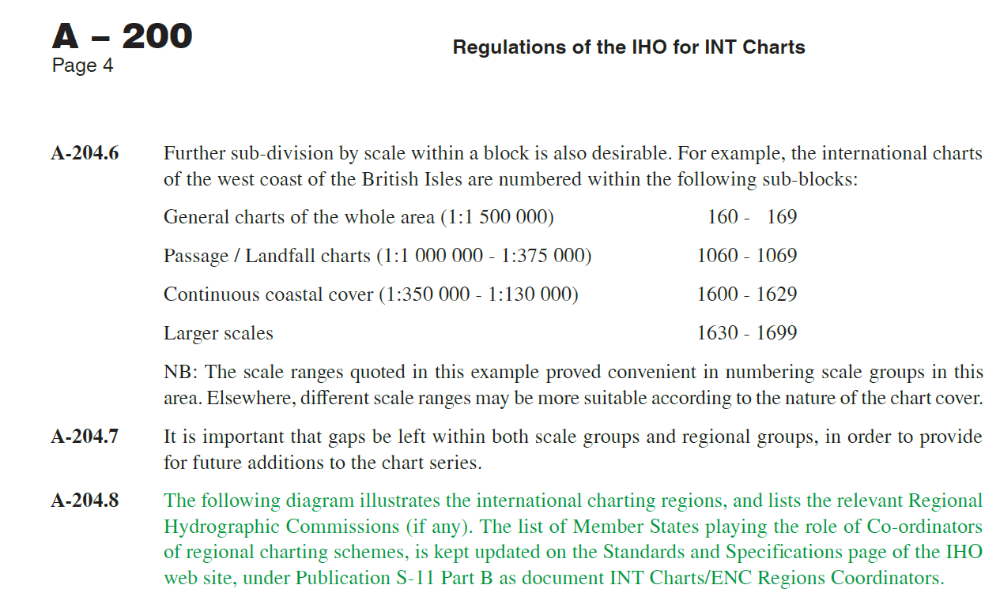 A – 200
Page 4
Regulations of the IHO for INT Charts
A-204.6 Further sub-division by scale within a block is also desirable. For example, the international charts
of the west coast of the British Isles are numbered within the following sub-blocks:
General charts of the whole area (1:1 500 000) 160 - 169
Passage / Landfall charts (1:1 000 000 - 1:375 000) 1060 - 1069
Continuous coastal cover (1:350 000 - 1:130 000) 1600 - 1629
Larger scales 1630 - 1699
NB: The scale ranges quoted in this example proved convenient in numbering scale groups in this
area. Elsewhere, different scale ranges may be more suitable according to the nature of the chart cover.
A-204.7 It is important that gaps be left within both scale groups and regional groups, in order to provide
for future additions to the chart series.
A-204.8 The following diagram illustrates the international charting regions, and lists the relevant Regional
Hydrographic Commissions (if any). The list of Member States playing the role of Co-ordinators
of regional charting schemes, is kept updated on the Standards and Specifications page of the IHO
web site, under Publication S-11 Part B as document INT Charts/ENC Regions Coordinators.